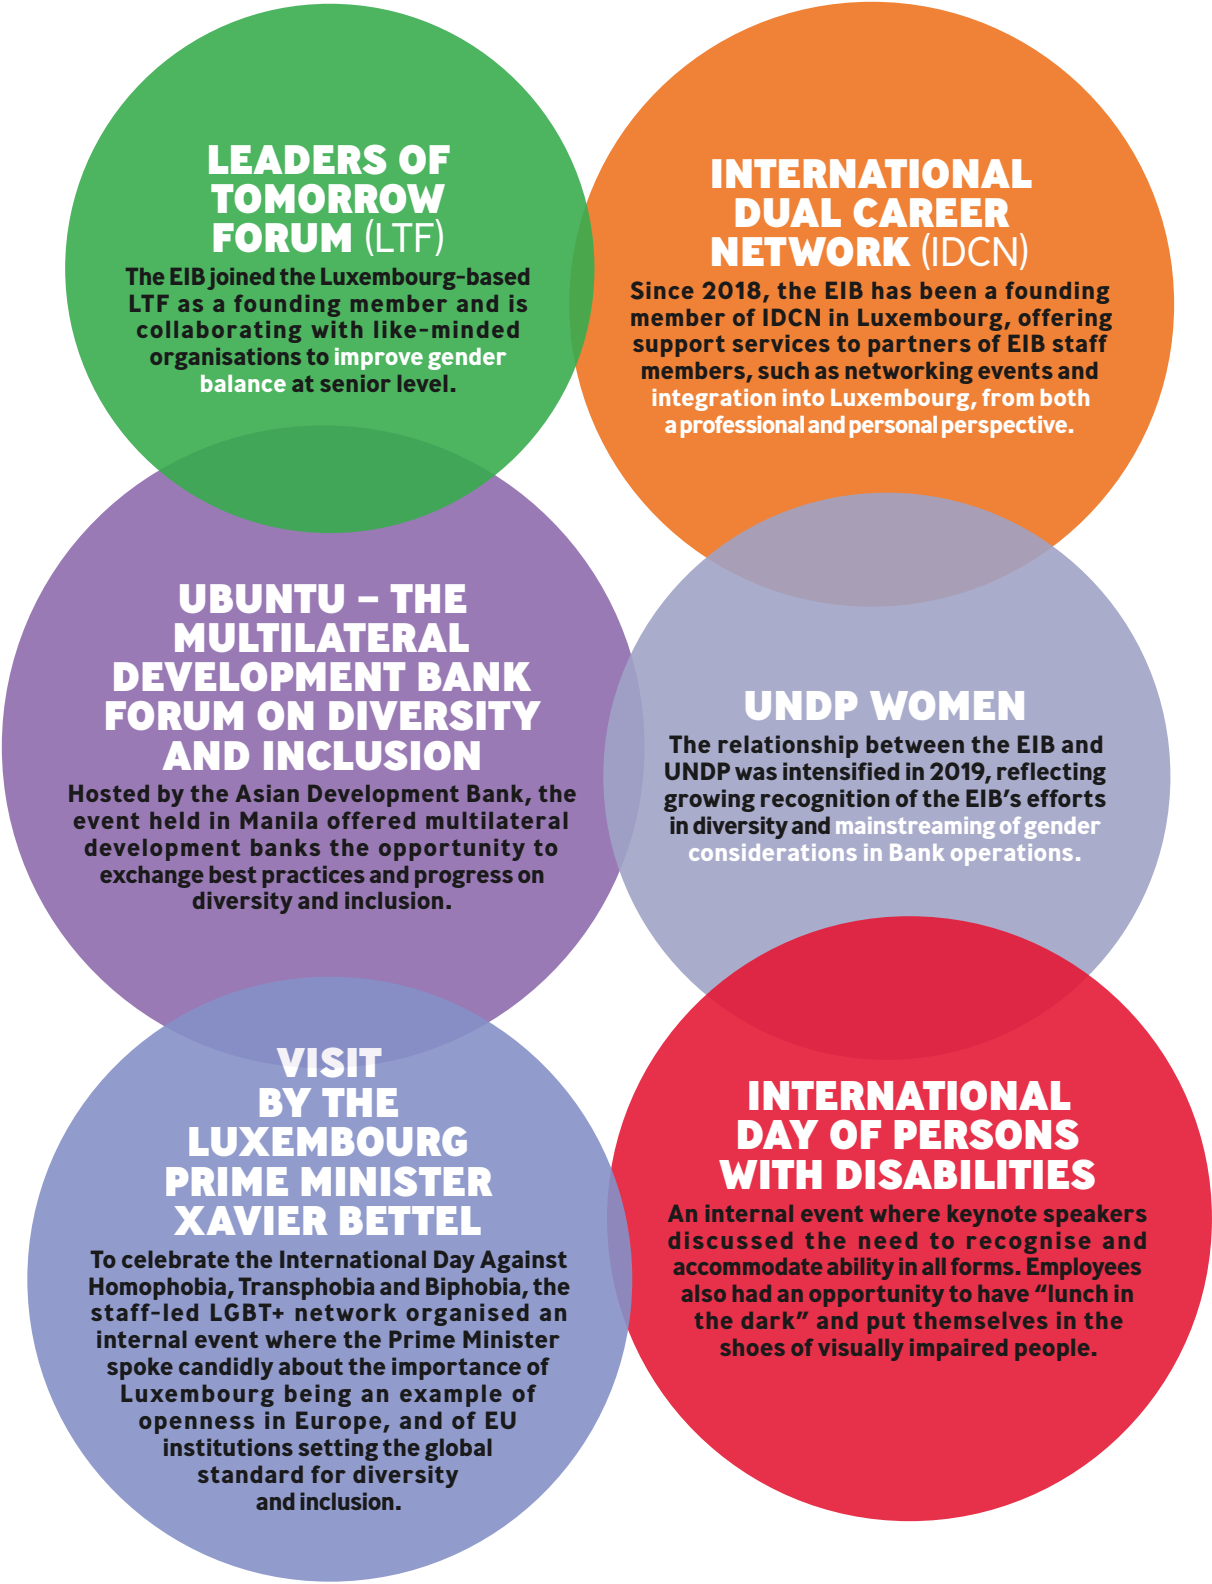 LEADERS OF
TOMORROW
FORUM (LTF)
The EIB joined the Luxembourg-based
LTF as a founding member and is
collaborating with like-minded
organisations to improve gender
balance at senior level.
INTERNATIONAL
DUAL CAREER
NETWORK (IDCN)
Since 2018, the EIB has been a founding
member of IDCN in Luxembourg, offering
support services to partners of EIB staff
members, such as networking events and
integration into Luxembourg, from both
a professional and personal perspective.
UBUNTU – THE
MULTILATERAL
DEVELOPMENT BANK
FORUM ON DIVERSITY
AND INCLUSION
Hosted by the Asian Development Bank, the
event held in Manila offered multilateral
development banks the opportunity to
exchange best practices and progress on
diversity and inclusion.
UNDP WOMEN
The relationship between the EIB and
UNDP was intensified in 2019, reflecting
growing recognition of the EIB’s efforts
in diversity and mainstreaming of gender
considerations in Bank operations.
VISIT
BY THE
LUXEMBOURG
PRIME MINISTER
XAVIER BETTEL
To celebrate the International Day Against
Homophobia, Transphobia and Biphobia, the
staff-led LGBT+ network organised an
internal event where the Prime Minister
spoke candidly about the importance of
Luxembourg being an example of
openness in Europe, and of EU
institutions setting the global
standard for diversity
and inclusion.
INTERNATIONAL
DAY OF PERSONS
WITH DISABILITIES
An internal event where keynote speakers
discussed the need to recognise and
accommodate ability in all forms. Employees
also had an opportunity to have “lunch in
the dark” and put themselves in the
shoes of visually impaired people.